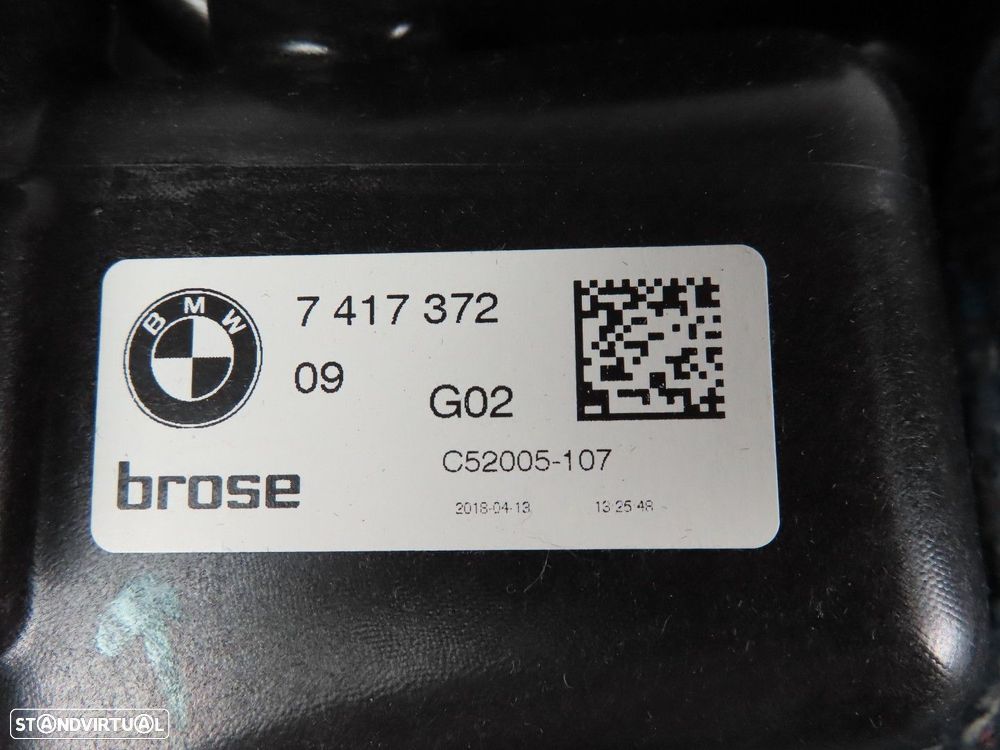 BMW
7 417 372
09
G02
C52005-107
brose
2018-04-13 13:25:48
STANDVIRTUAL